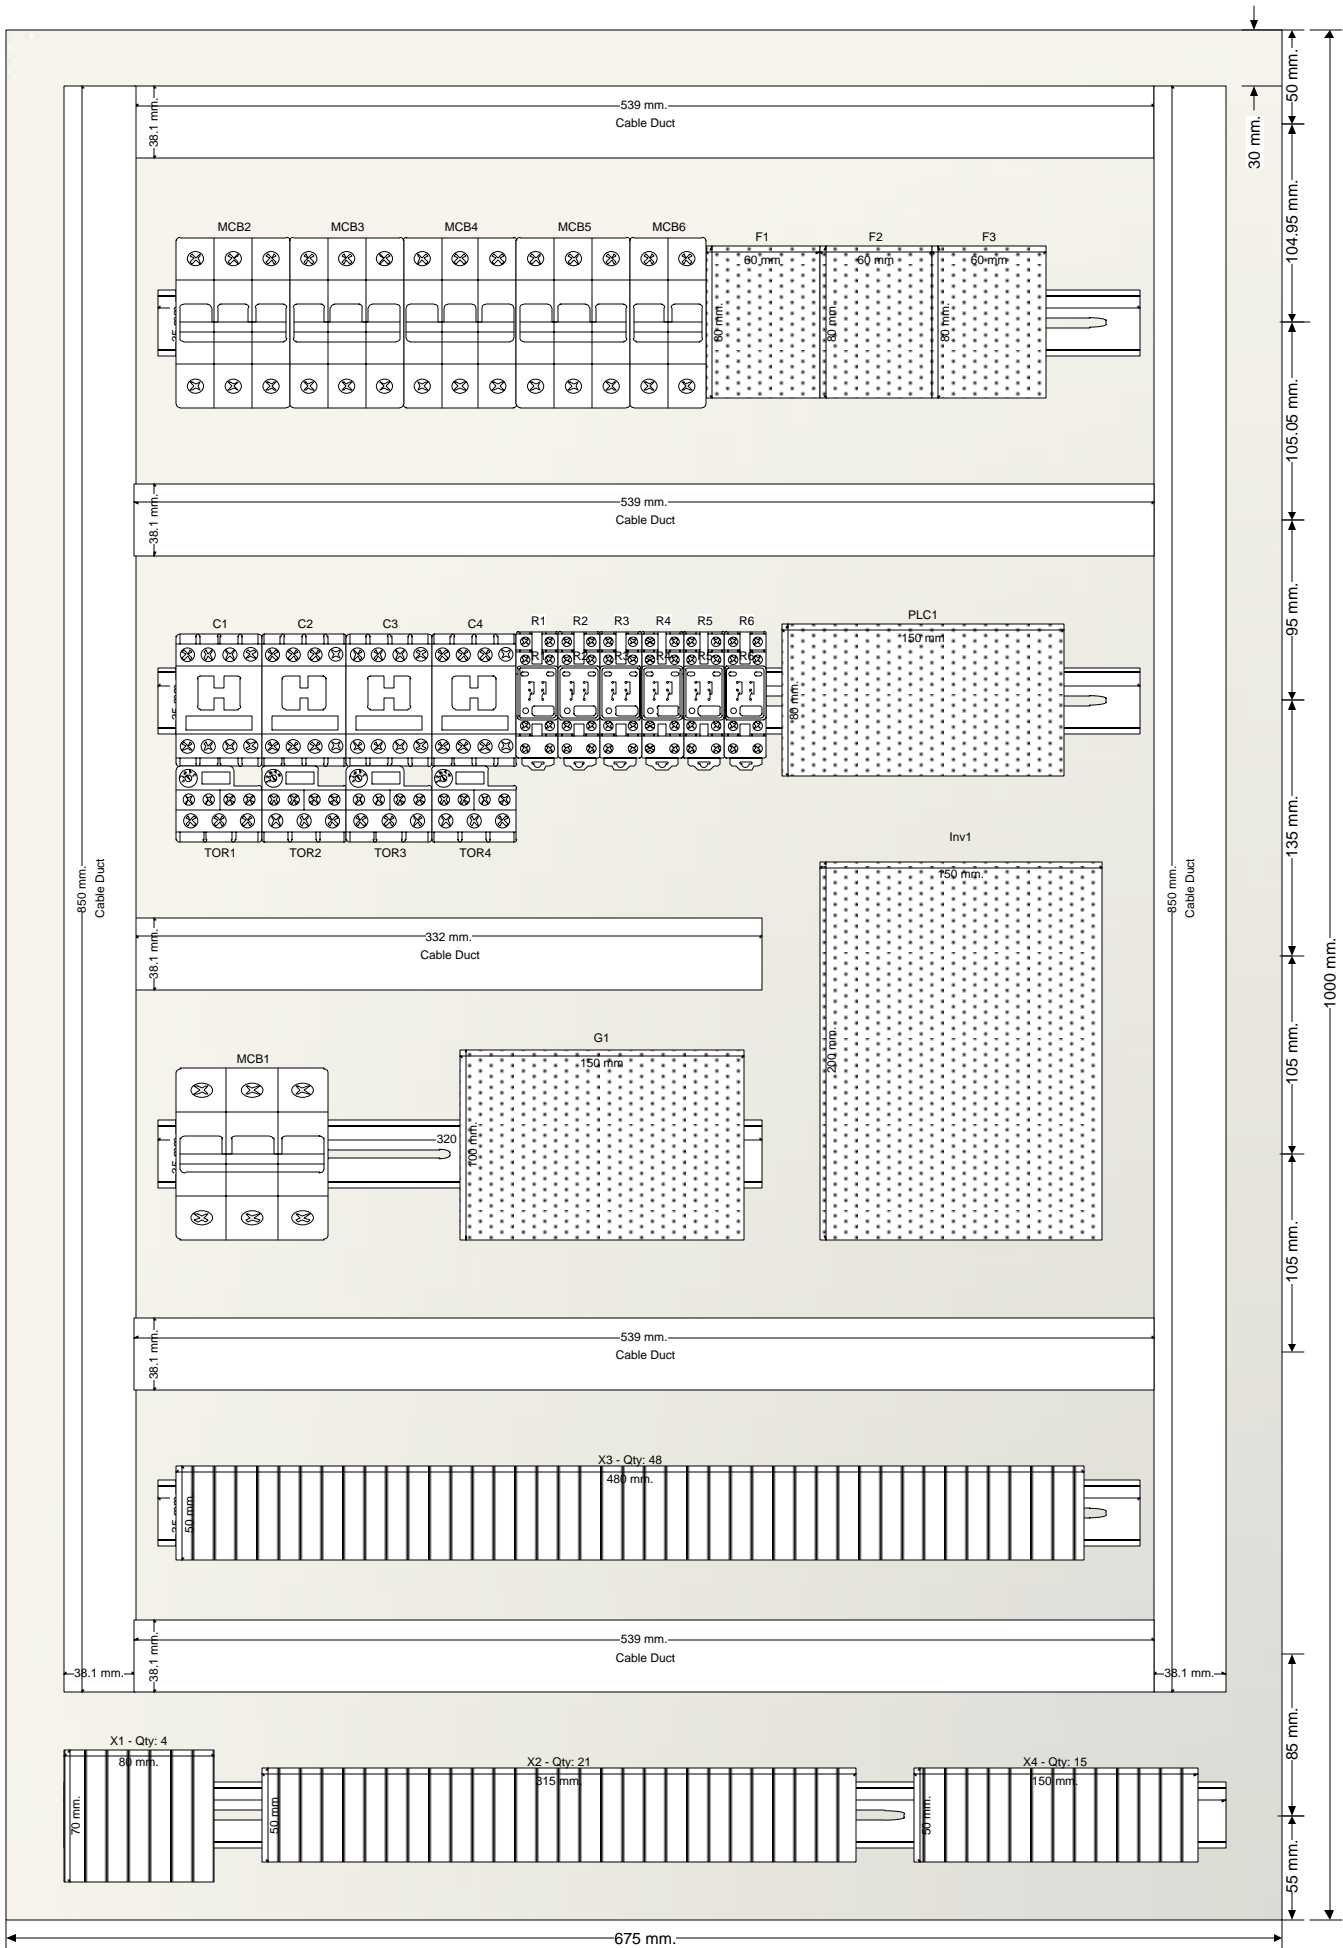 50 mm.
30 mm.
539 mm.
Cable Duct
38.1 mm.
104.95 mm.
MCB2
MCB3
MCB4
MCB5
MCB6
F1
F2
F3
60 mm.
60 mm.
60 mm.
80 mm.
80 mm.
80 mm.
105.05 mm.
539 mm.
Cable Duct
38.1 mm.
95 mm.
C1
C2
C3
C4
R1
R2
R3
R4
R5
R6
PLC1
150 mm.
R1
R2
R3
R4
R5
R6
80 mm.
TOR1
TOR2
TOR3
TOR4
135 mm.
Inv1
150 mm.
850 mm.
Cable Duct
850 mm.
Cable Duct
332 mm.
Cable Duct
38.1 mm.
1000 mm.
105 mm.
MCB1
G1
150 mm.
200 mm.
320
100 mm.
105 mm.
539 mm.
Cable Duct
38.1 mm.
X3 - Qty: 48
480 mm.
50 mm.
539 mm.
Cable Duct
38.1 mm.
38.1 mm.
38.1 mm.
85 mm.
X1 - Qty: 4
80 mm.
70 mm.
X2 - Qty: 21
315 mm.
50 mm.
X4 - Qty: 15
150 mm.
50 mm.
55 mm.
675 mm.